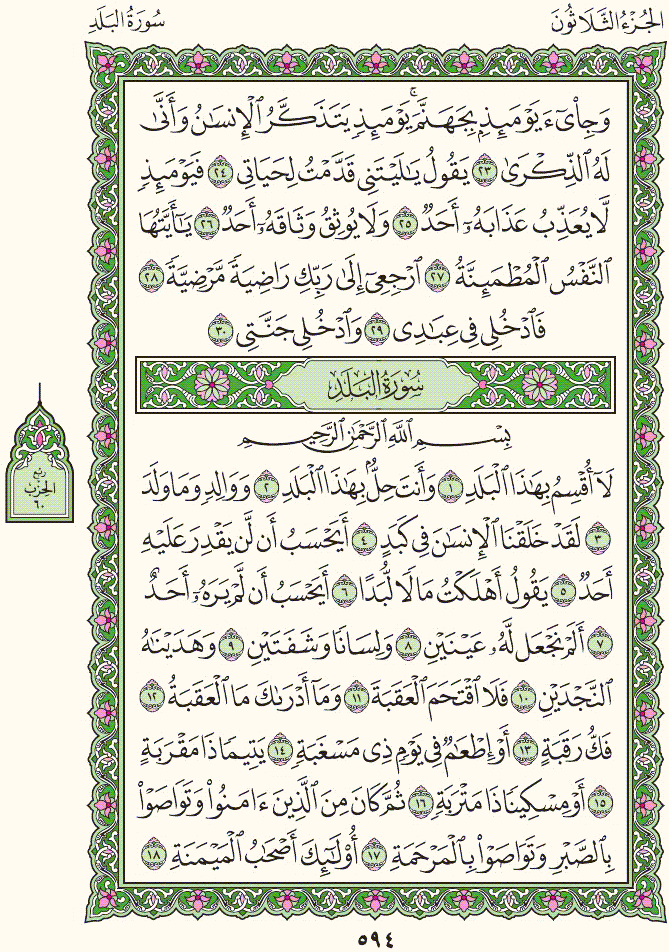 الجُزْءُ الثَّلَاثُونَ
سُورَةُ البَلَدِ
وَجِاْىٓءَ يَوْمَئِذِۭ بِجَهَنَّمَۚ يَوْمَئِذٖ يَتَذَكَّرُ ٱلۡإِنسَٰنُ وَأَنَّىٰ
لَهُ ٱلذِّكۡرَىٰ ٢٣ يَقُولُ يَٰلَيۡتَنِي قَدَّمۡتُ لِحَيَاتِي ٢٤ فَيَوۡمَئِذٖ
لَّا يُعَذِّبُ عَذَابَهُۥٓ أَحَدٞ ٢٥ وَلَا يُوثِقُ وَثَاقَهُۥٓ أَحَدٞ ٢٦ يَٰٓأَيَّتُهَا
ٱلنَّفۡسُ ٱلۡمُطۡمَئِنَّةُ ٢٧ ٱرۡجِعِيٓ إِلَىٰ رَبِّكِ رَاضِيَةٗ مَّرۡضِيَّةٗ ٢٨
فَٱدۡخُلِي فِي عِبَٰدِي ٢٩ وَٱدۡخُلِي جَنَّتِي ٣٠
سُورَةُ البَلَدِ
بِسۡمِ ٱللَّهِ ٱلرَّحۡمَٰنِ ٱلرَّحِيمِ
لَآ أُقۡسِمُ بِهَٰذَا ٱلۡبَلَدِ ١ وَأَنتَ حِلُّۢ بِهَٰذَا ٱلۡبَلَدِ ٢ وَوَالِدٖ وَمَا وَلَدَ
٣ لَقَدۡ خَلَقۡنَا ٱلۡإِنسَٰنَ فِي كَبَدٍ ٤ أَيَحۡسَبُ أَن لَّن يَقۡدِرَ عَلَيۡهِ
أَحَدٞ ٥ يَقُولُ أَهۡلَكۡتُ مَالٗا لُّبَدًا ٦ أَيَحۡسَبُ أَن لَّمۡ يَرَهُۥٓ أَحَدٌ
٧ أَلَمۡ نَجۡعَل لَّهُۥ عَيۡنَيۡنِ ٨ وَلِسَانٗا وَشَفَتَيۡنِ ٩ وَهَدَيۡنَٰهُ
ٱلنَّجۡدَيۡنِ ١٠ فَلَا ٱقۡتَحَمَ ٱلۡعَقَبَةَ ١١ وَمَآ أَدۡرَىٰكَ مَا ٱلۡعَقَبَةُ ١٢
فَكُّ رَقَبَةٍ ١٣ أَوۡ إِطۡعَٰمٞ فِي يَوۡمٖ ذِي مَسۡغَبَةٖ ١٤ يَتِيمٗا ذَا مَقۡرَبَةٍ
١٥ أَوۡ مِسۡكِينٗا ذَا مَتۡرَبَةٖ ١٦ ثُمَّ كَانَ مِنَ ٱلَّذِينَ ءَامَنُواْ وَتَوَاصَوۡاْ
بِٱلصَّبۡرِ وَتَوَاصَوۡاْ بِٱلۡمَرۡحَمَةِ ١٧ أُوْلَٰٓئِكَ أَصۡحَٰبُ ٱلۡمَيۡمَنَةِ ١٨
ربع
الحزب
٦٠
٥٩٤